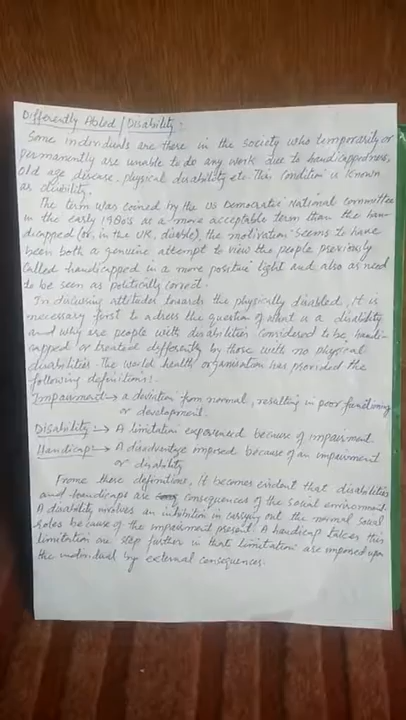 Differently Abled / Disability :
Some individuals are there in the society who temporarily or
permanently are unable to do any work due to handicappedness,
old age disease, physical disability etc. This condition is known
as disibility.
The term was coined by the US Democratic National committee
in the early 1980's as a more acceptable term than the han-
dicapped (or, in the UK, disable), the motivation seems to have
been both a genuine attempt to view the people previously
called handicapped in a more positive light and also as need
to be seen as politically correct.
In discussing attitudes towards the physically disabled, it is
necessary first to adress the question of what is a disability
and why are people with disabilities considered to be handi-
capped or treated differently by those with no physical
disabilities. The world health organisation has provided the
following definitions:
Impairment → a deviation from normal, resulting in poor functioning
or development.
Disability :→ A limitation experienced because of impairment.
Handicap :→ A disadvantage imposed because of an impairment
or disability
Frome these definitions, it becomes evident that disabilities
and handicaps are consequences of the social environment.
A disability involves an inhibition in carrying out the normal social
roles because of the impairment present. A handicap takes this
limitation one step further in that limitation are imposed upon
the individual by external consequences.